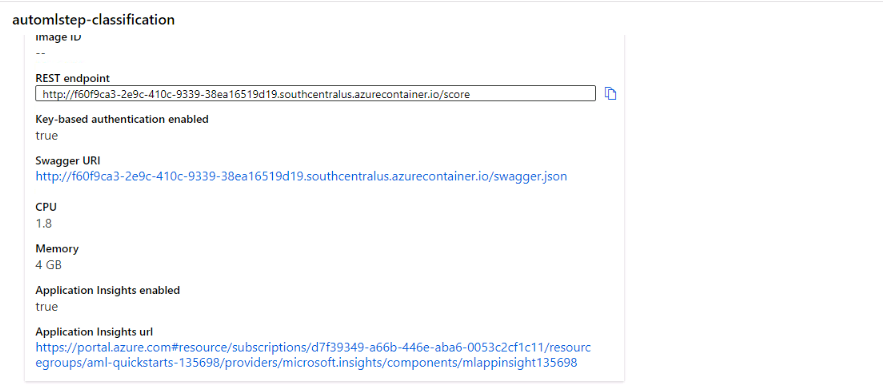 automlstep-classification
Image ID
--
REST endpoint
http://f60f9ca3-2e9c-410c-9339-38ea16519d19.southcentralus.azurecontainer.io/score
Key-based authentication enabled
true
Swagger URI
http://f60f9ca3-2e9c-410c-9339-38ea16519d19.southcentralus.azurecontainer.io/swagger.json
CPU
1.8
Memory
4 GB
Application Insights enabled
true
Application Insights url
https://portal.azure.com#resource/subscriptions/d7f39349-a66b-446e-aba6-0053c2cf1c11/resourc
egroups/aml-quickstarts-135698/providers/microsoft.insights/components/mlappinsight135698